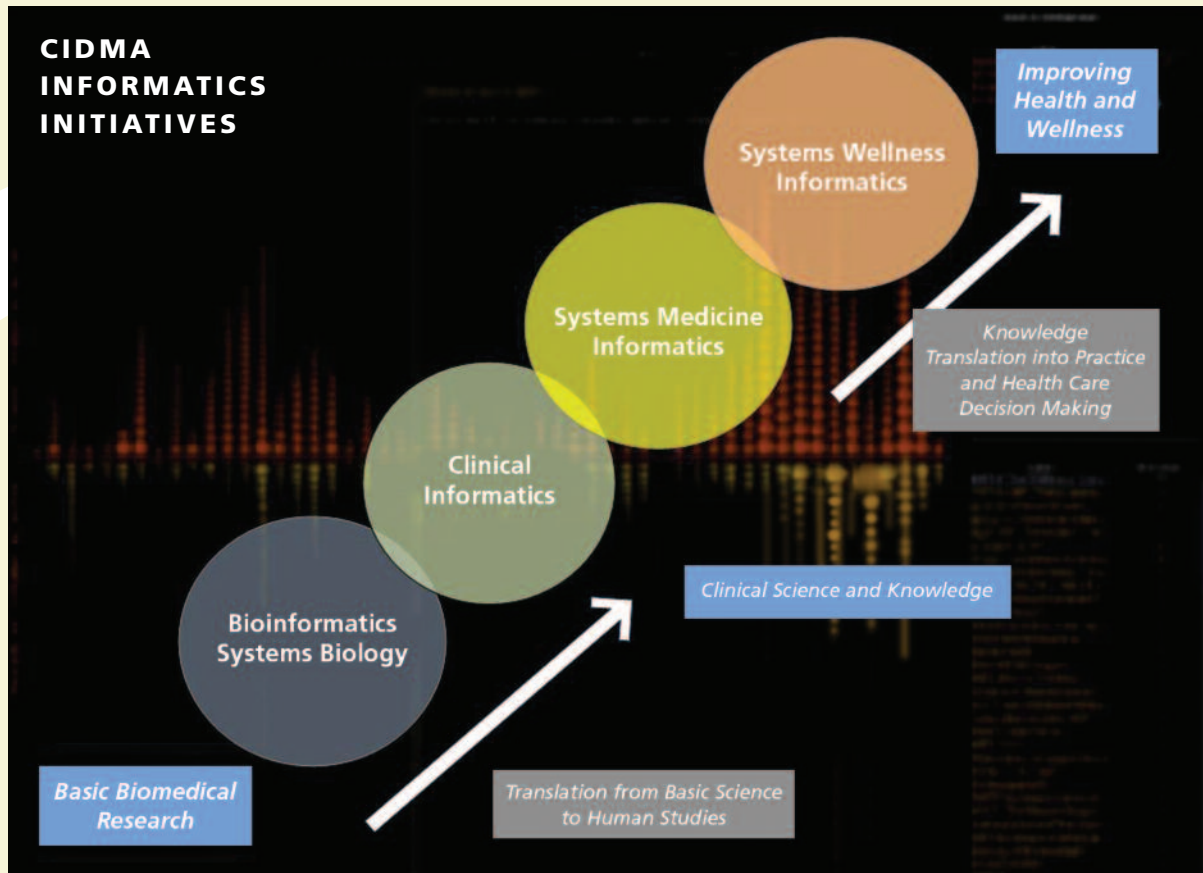 CIDMA
INFORMATICS
INITIATIVES
Improving
Health and
Wellness
Systems Wellness
Informatics
Systems Medicine
Informatics
Knowledge
Translation into Practice
and Health Care
Decision Making
Clinical
Informatics
Clinical Science and Knowledge
Bioinformatics
Systems Biology
Basic Biomedical
Research
Translation from Basic Science
to Human Studies